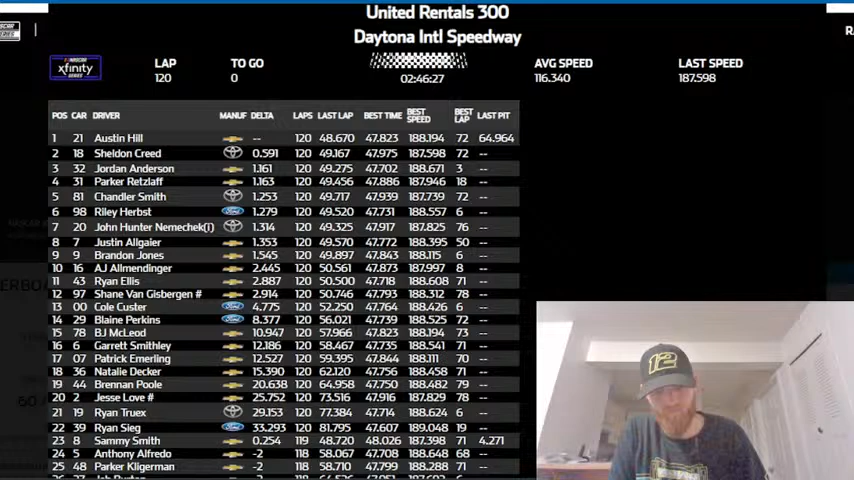 United Rentals 300
Daytona Intl Speedway
xfinity
LAP TO GO AVG SPEED LAST SPEED
120 0 02:46:27 116.340 187.598
POS CAR DRIVER MANUF DELTA LAPS LAST LAP BEST TIME BEST SPEED BEST LAP LAST PIT
1 21 Austin Hill -- 120 48.670 47.823 188.194 72 64.964
2 18 Sheldon Creed 0.591 120 49.167 47.975 187.598 72 --
3 32 Jordan Anderson 1.161 120 49.275 47.702 188.671 3 --
4 31 Parker Retzlaff 1.163 120 49.456 47.886 187.946 18 --
5 81 Chandler Smith 1.253 120 49.717 47.939 187.739 72 --
6 98 Riley Herbst Ford 1.279 120 49.520 47.731 188.557 6 --
7 20 John Hunter Nemechek(i) 1.314 120 49.325 47.917 187.825 76 --
8 7 Justin Allgaier 1.353 120 49.570 47.772 188.395 50 --
9 9 Brandon Jones 1.545 120 49.897 47.843 188.115 6 --
10 16 AJ Allmendinger 2.445 120 50.561 47.873 187.997 8 --
11 43 Ryan Ellis 2.887 120 50.500 47.718 188.608 71 --
12 97 Shane Van Gisbergen # 2.914 120 50.746 47.793 188.312 78 --
13 00 Cole Custer Ford 4.775 120 52.250 47.764 188.426 6 --
14 29 Blaine Perkins Ford 8.377 120 56.021 47.739 188.525 72 --
15 78 BJ McLeod 10.947 120 57.966 47.823 188.194 73 --
16 6 Garrett Smithley 12.186 120 58.467 47.735 188.541 71 --
17 07 Patrick Emerling 12.527 120 59.395 47.844 188.111 70 --
18 36 Natalie Decker 15.390 120 62.120 47.756 188.458 71 --
19 44 Brennan Poole 20.638 120 64.958 47.750 188.482 79 --
20 2 Jesse Love # 25.752 120 73.516 47.916 187.829 78 --
21 19 Ryan Truex 29.153 120 77.384 47.714 188.624 6 --
22 39 Ryan Sieg Ford 33.293 120 81.795 47.607 189.048 19 --
23 8 Sammy Smith 0.254 119 48.720 48.026 187.398 71 4.271
24 5 Anthony Alfredo -2 118 58.067 47.708 188.648 68 --
25 48 Parker Kligerman -2 118 58.710 47.799 188.288 71 --
12